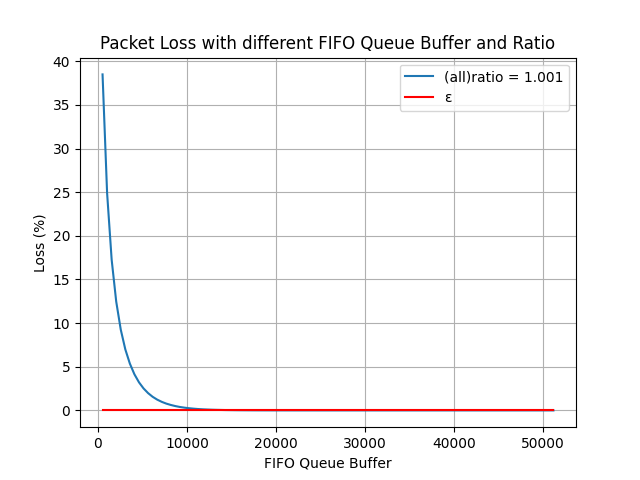 Packet Loss with different FIFO Queue Buffer and Ratio
(all)ratio = 1.001
ε
40
35
30
25
20
15
10
5
0
Loss (%)
0 10000 20000 30000 40000 50000
FIFO Queue Buffer